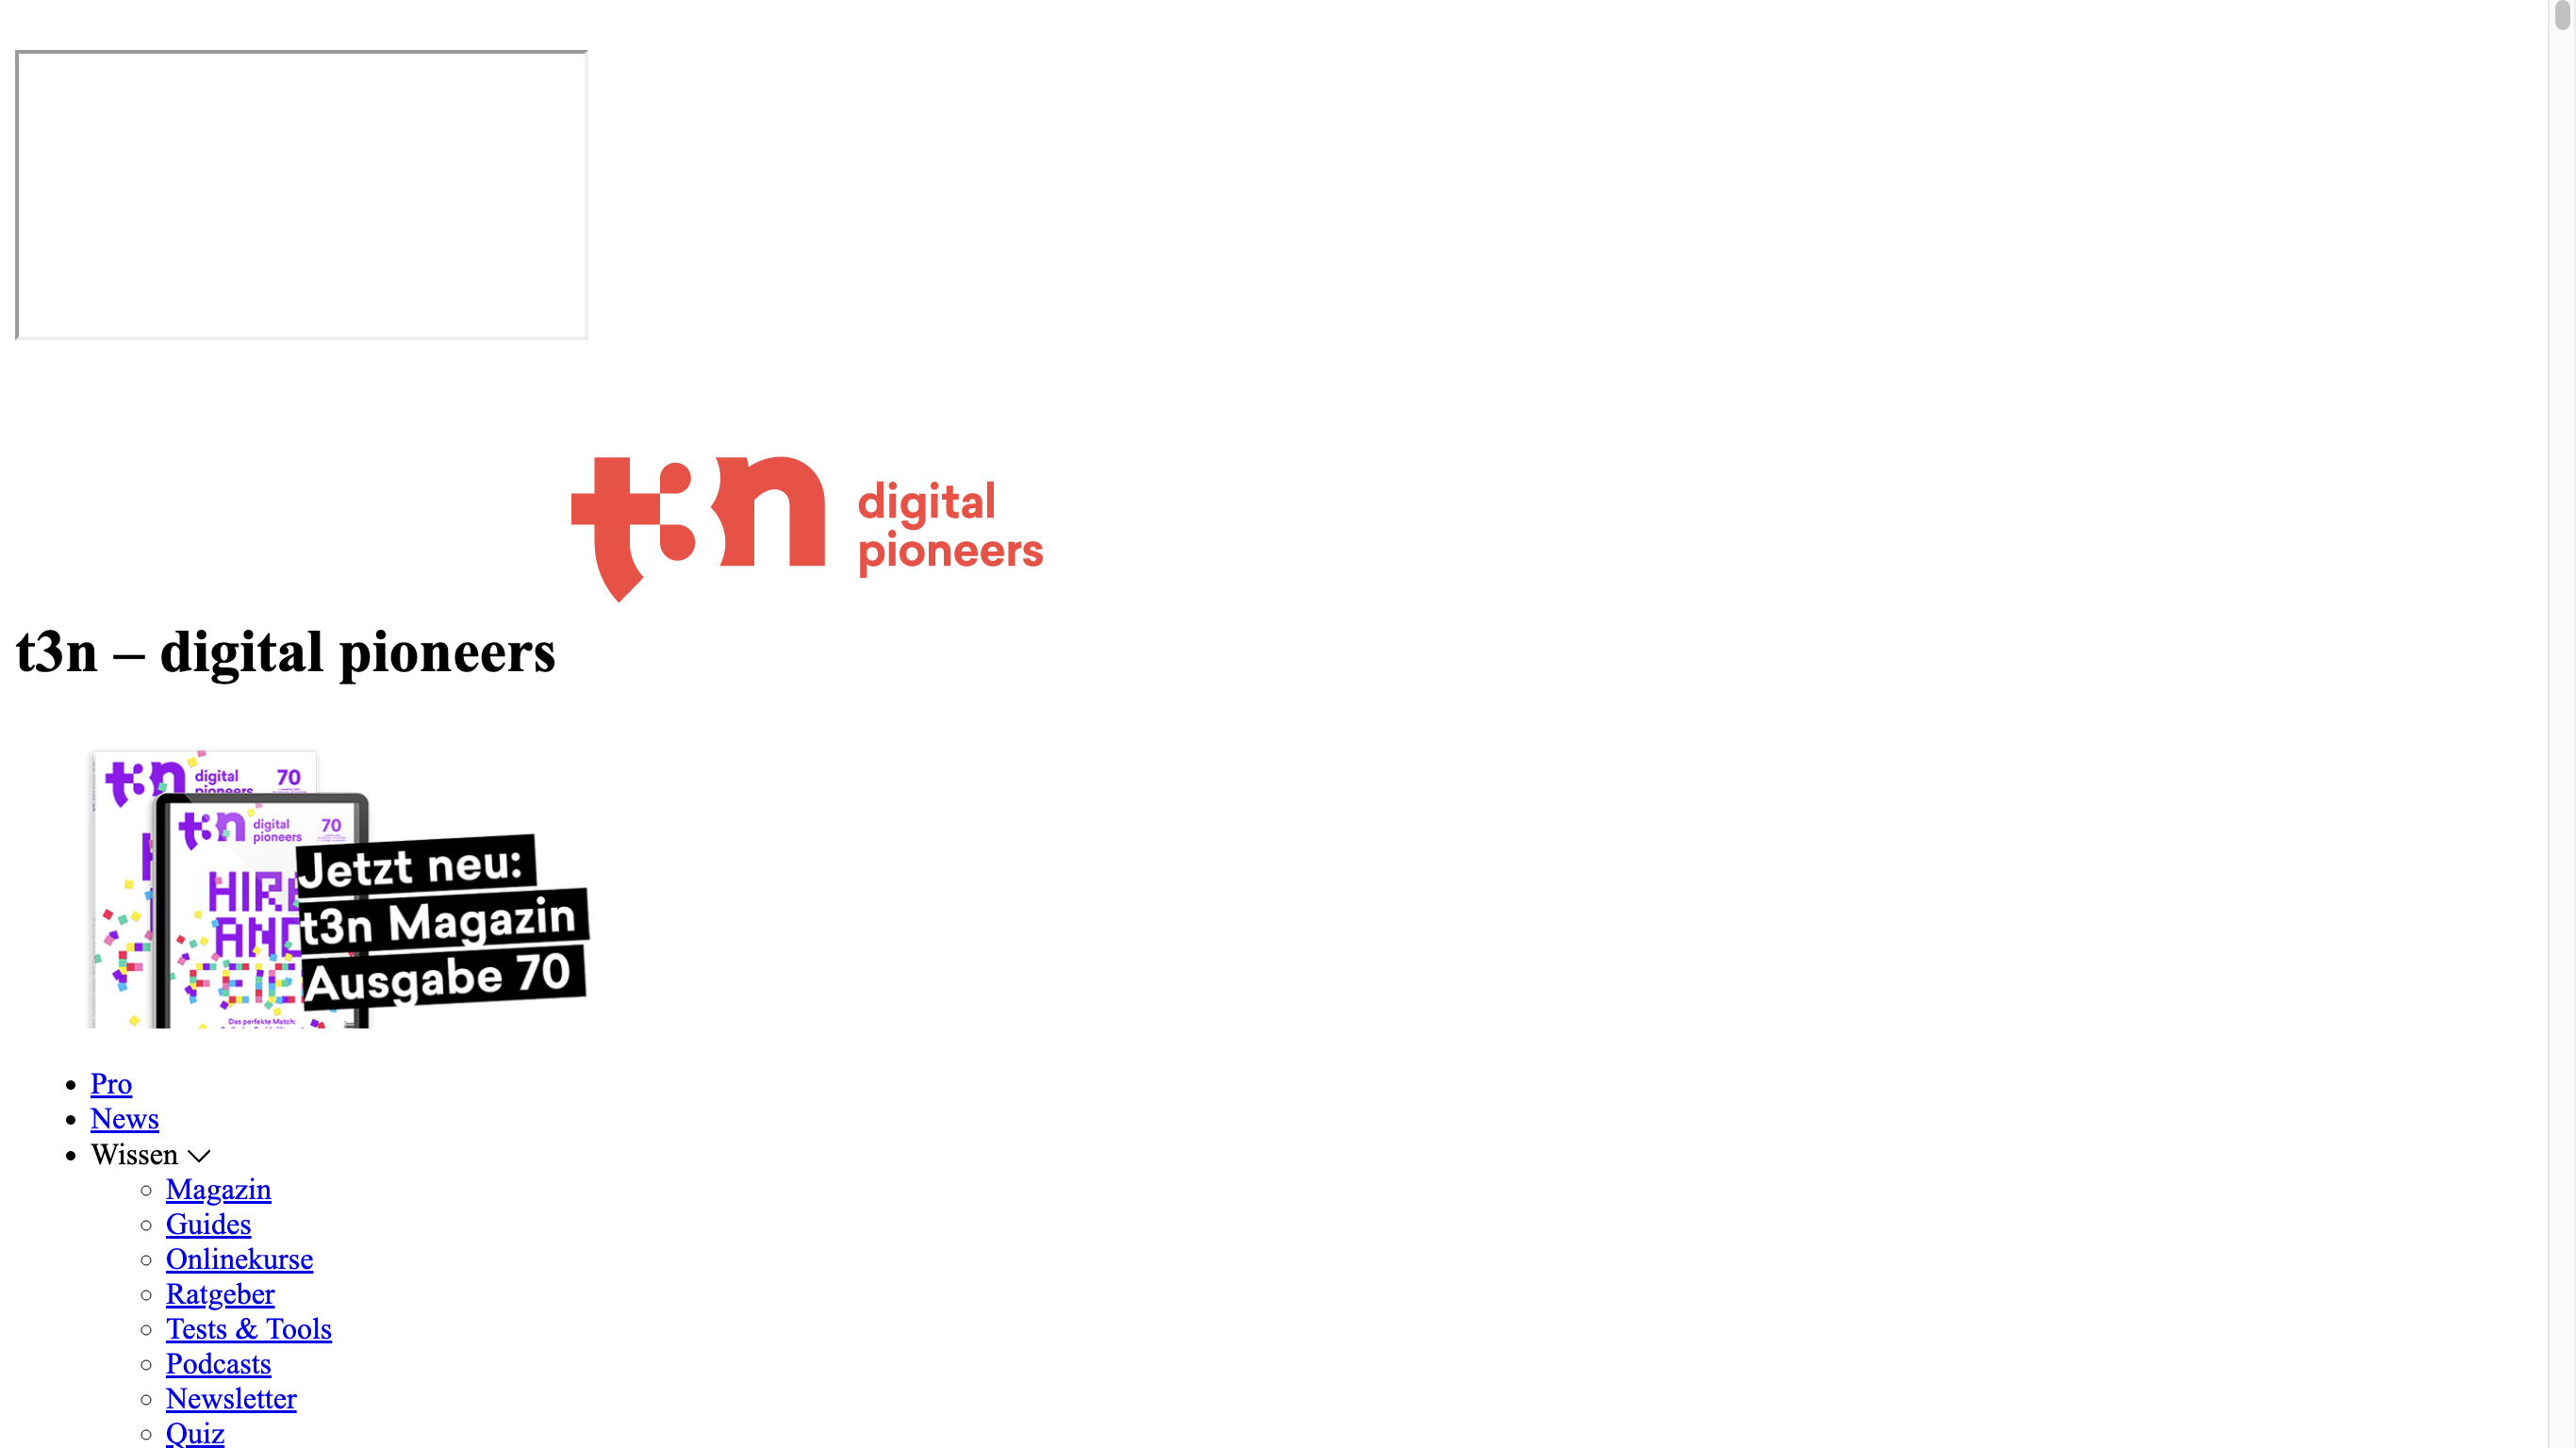 t3n digital
pioneers
t3n – digital pioneers
t3n digital 70
pioneers
t3n digital 70
pioneers
HIRE
AND
Jetzt neu:
t3n Magazin
Ausgabe 70
Das perfekte Match:
Pro
News
Wissen
Magazin
Guides
Onlinekurse
Ratgeber
Tests & Tools
Podcasts
Newsletter
Quiz